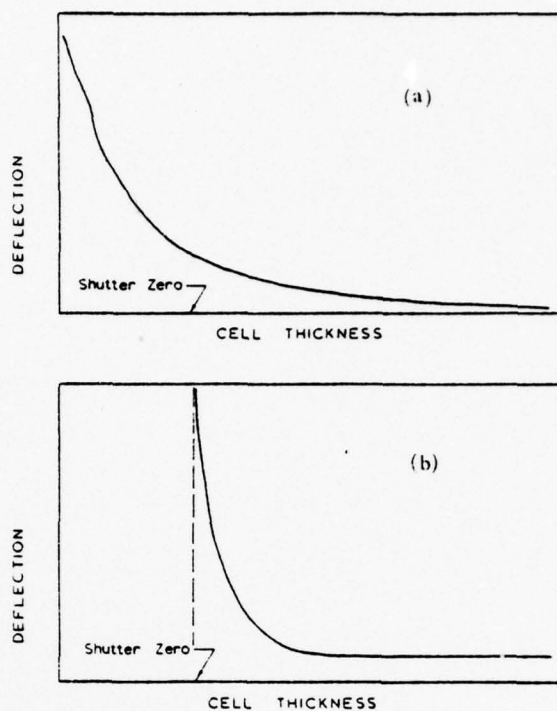 (a)
DEFLECTION
Shutter Zero
CELL THICKNESS
(b)
DEFLECTION
Shutter Zero
CELL THICKNESS